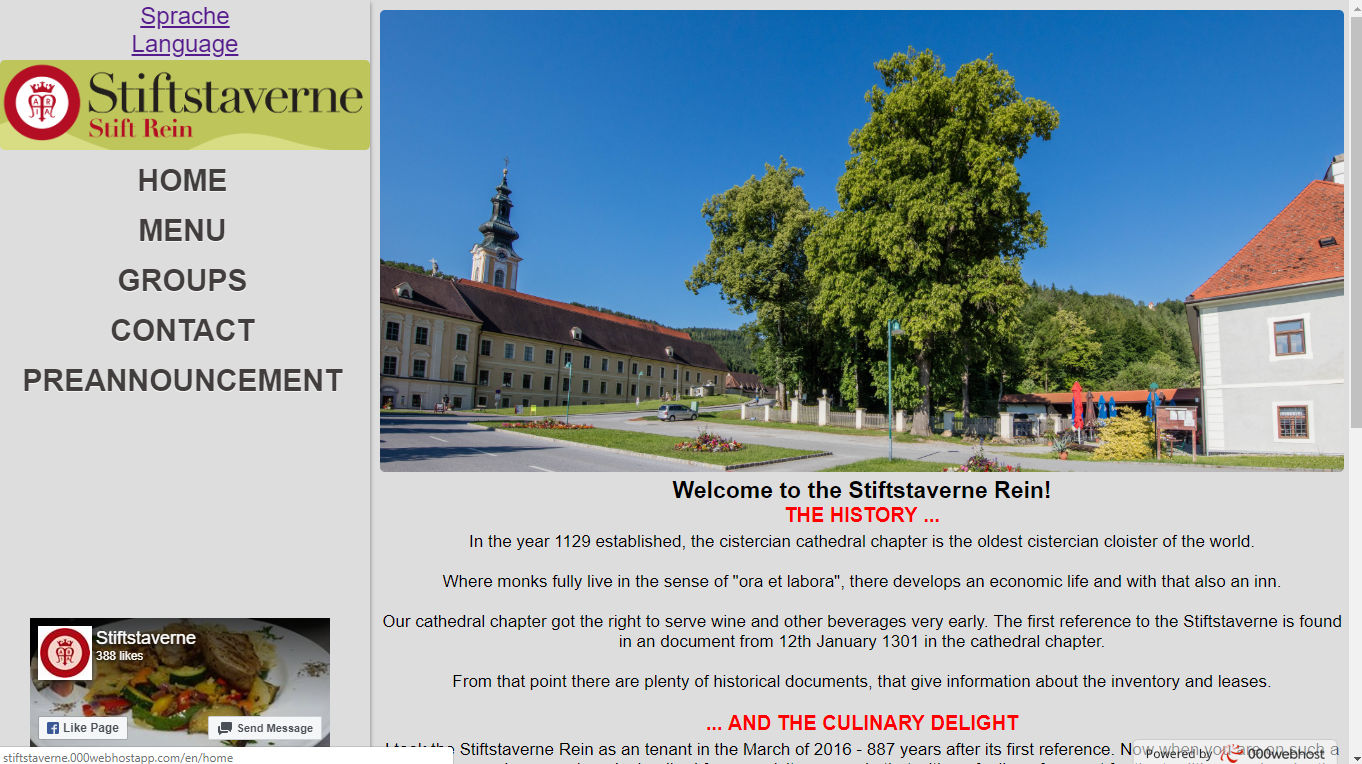 Sprache
Language
Stiftstaverne
Stift Rein
HOME
MENU
GROUPS
CONTACT
PREANNOUNCEMENT
Stiftstaverne
388 likes
Like Page
Send Message
stiftstaverne.000webhostapp.com/en/home
Welcome to the Stiftstaverne Rein!
THE HISTORY ...
In the year 1129 established, the cistercian cathedral chapter is the oldest cistercian cloister of the world.
Where monks fully live in the sense of "ora et labora", there develops an economic life and with that also an inn.
Our cathedral chapter got the right to serve wine and other beverages very early. The first reference to the Stiftstaverne is found
in an document from 12th January 1301 in the cathedral chapter.
From that point there are plenty of historical documents, that give information about the inventory and leases.
... AND THE CULINARY DELIGHT
I took the Stiftstaverne Rein as an tenant in the March of 2016 - 887 years after its first reference. Now when you are on such a
Powered by 000webhost